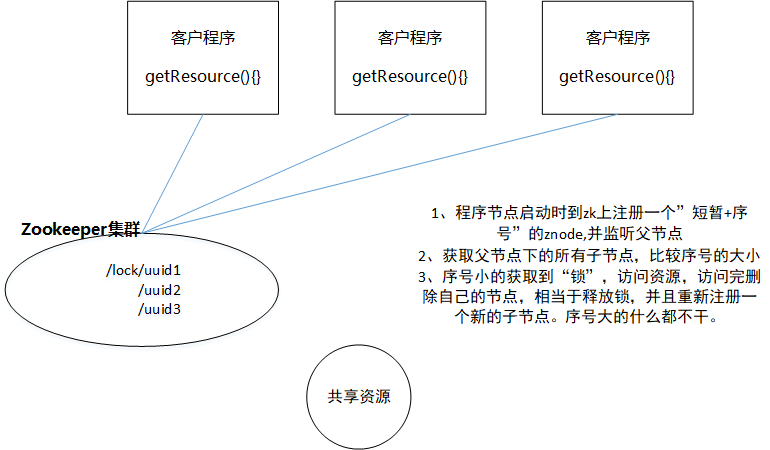 客户程序
getResource(){}
客户程序
getResource(){}
客户程序
getResource(){}
Zookeeper集群
/lock/uuid1
/uuid2
/uuid3
1、程序节点启动时到zk上注册一个”短暂+序
号”的znode,并监听父节点
2、获取父节点下的所有子节点，比较序号的大小
3、序号小的获取到“锁”，访问资源，访问完删
除自己的节点，相当于释放锁，并且重新注册一
个新的子节点。序号大的什么都不干。
共享资源